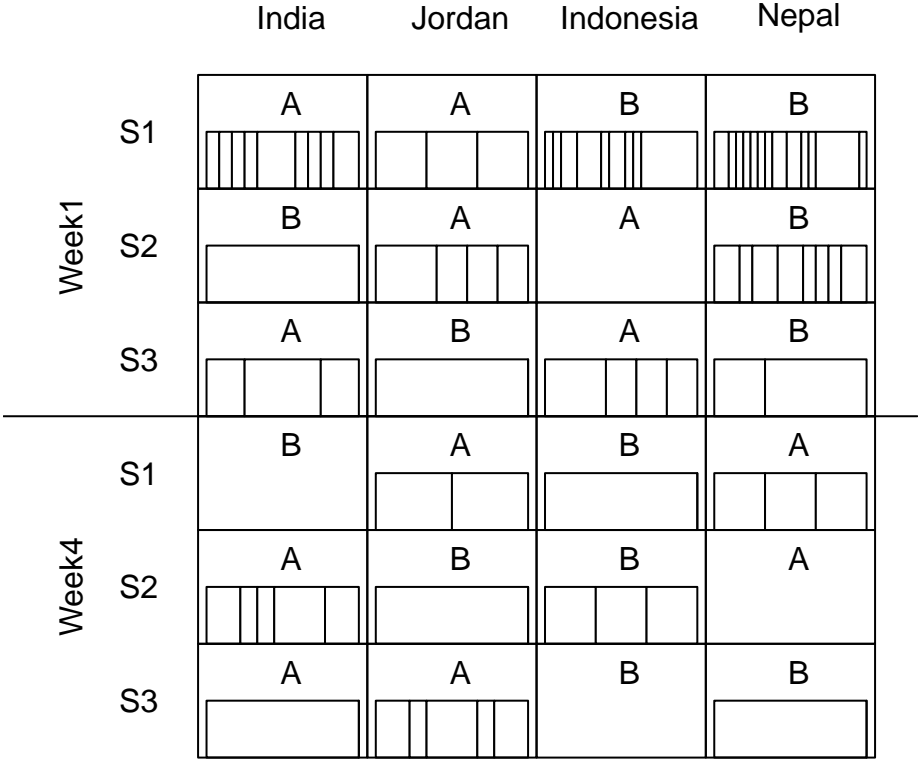 India Jordan Indonesia Nepal
Week1
S1 A A B B
S2 B A A B
S3 A B A B
Week4
S1 B A B A
S2 A B B A
S3 A A B B